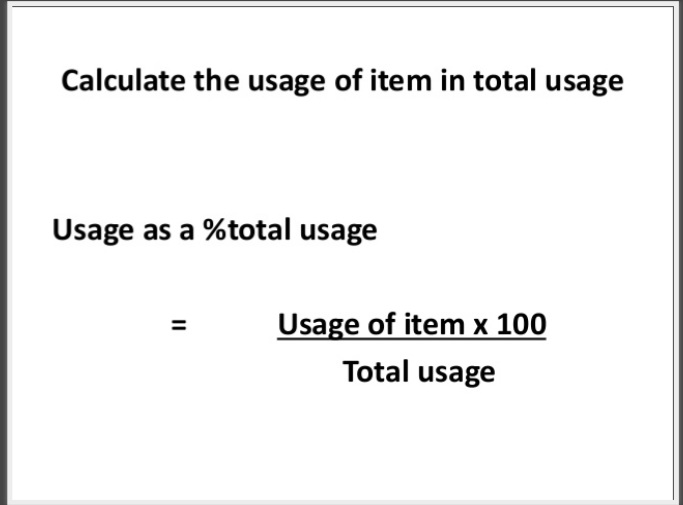 Calculate the usage of item in total usage
Usage as a %total usage
= Usage of item x 100
Total usage